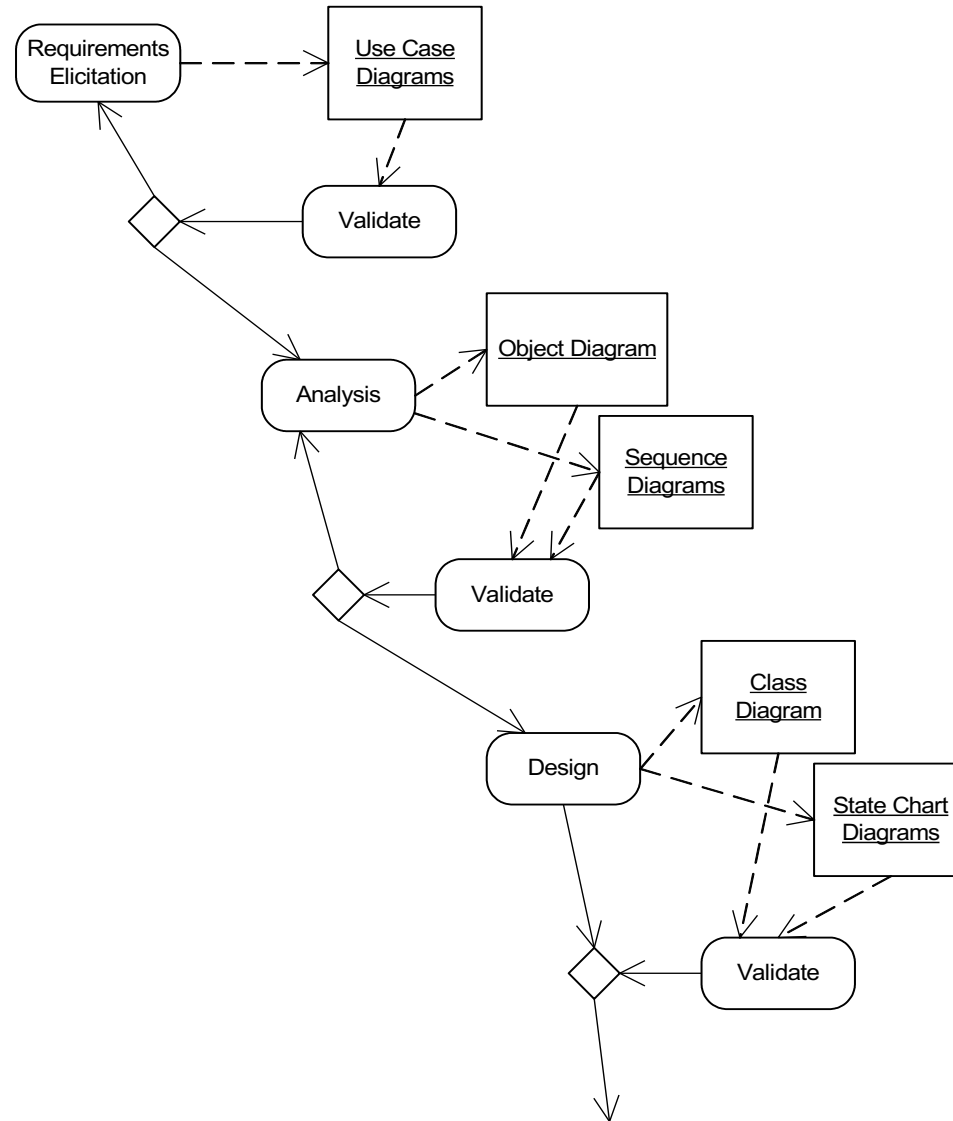 Requirements
Elicitation
Use Case
Diagrams
Validate
Object Diagram
Analysis
Sequence
Diagrams
Validate
Class
Diagram
Design
State Chart
Diagrams
Validate